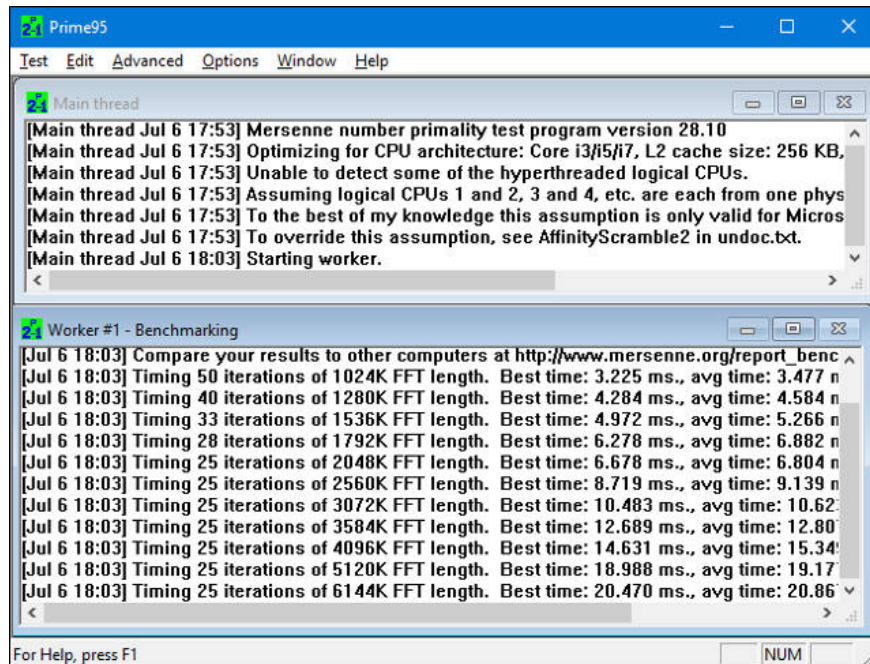 Prime95
Test Edit Advanced Options Window Help
Main thread
[Main thread Jul 6 17:53] Mersenne number primality test program version 28.10
[Main thread Jul 6 17:53] Optimizing for CPU architecture: Core i3/i5/i7, L2 cache size: 256 KB,
[Main thread Jul 6 17:53] Unable to detect some of the hyperthreaded logical CPUs.
[Main thread Jul 6 17:53] Assuming logical CPUs 1 and 2, 3 and 4, etc. are each from one phys
[Main thread Jul 6 17:53] To the best of my knowledge this assumption is only valid for Micros
[Main thread Jul 6 17:53] To override this assumption, see AffinityScramble2 in undoc.txt.
[Main thread Jul 6 18:03] Starting worker.
Worker #1 - Benchmarking
[Jul 6 18:03] Compare your results to other computers at http://www.mersenne.org/report_benc
[Jul 6 18:03] Timing 50 iterations of 1024K FFT length. Best time: 3.225 ms., avg time: 3.477 m
[Jul 6 18:03] Timing 40 iterations of 1280K FFT length. Best time: 4.284 ms., avg time: 4.584 m
[Jul 6 18:03] Timing 33 iterations of 1536K FFT length. Best time: 4.972 ms., avg time: 5.266 m
[Jul 6 18:03] Timing 28 iterations of 1792K FFT length. Best time: 6.278 ms., avg time: 6.882 m
[Jul 6 18:03] Timing 25 iterations of 2048K FFT length. Best time: 6.678 ms., avg time: 6.804 m
[Jul 6 18:03] Timing 25 iterations of 2560K FFT length. Best time: 8.719 ms., avg time: 9.139 m
[Jul 6 18:03] Timing 25 iterations of 3072K FFT length. Best time: 10.483 ms., avg time: 10.62
[Jul 6 18:03] Timing 25 iterations of 3584K FFT length. Best time: 12.689 ms., avg time: 12.80
[Jul 6 18:03] Timing 25 iterations of 4096K FFT length. Best time: 14.631 ms., avg time: 15.34
[Jul 6 18:03] Timing 25 iterations of 5120K FFT length. Best time: 18.988 ms., avg time: 19.17
[Jul 6 18:03] Timing 25 iterations of 6144K FFT length. Best time: 20.470 ms., avg time: 20.86
For Help, press F1
NUM